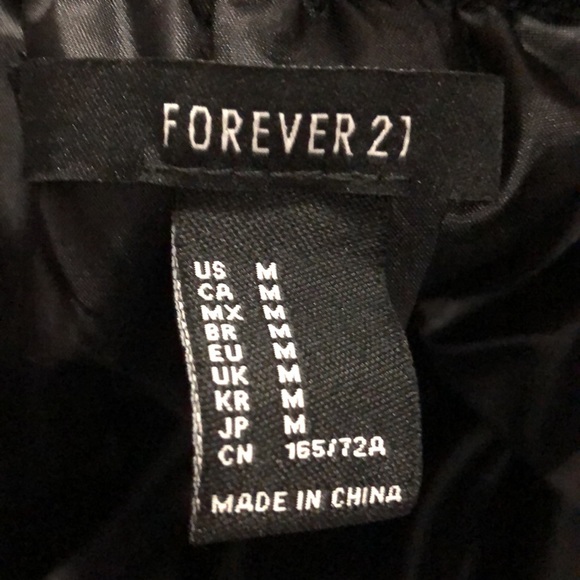 FOREVER 21
US M
CA M
MX M
BR M
EU M
UK M
KR M
JP M
CN 165/72A
MADE IN CHINA